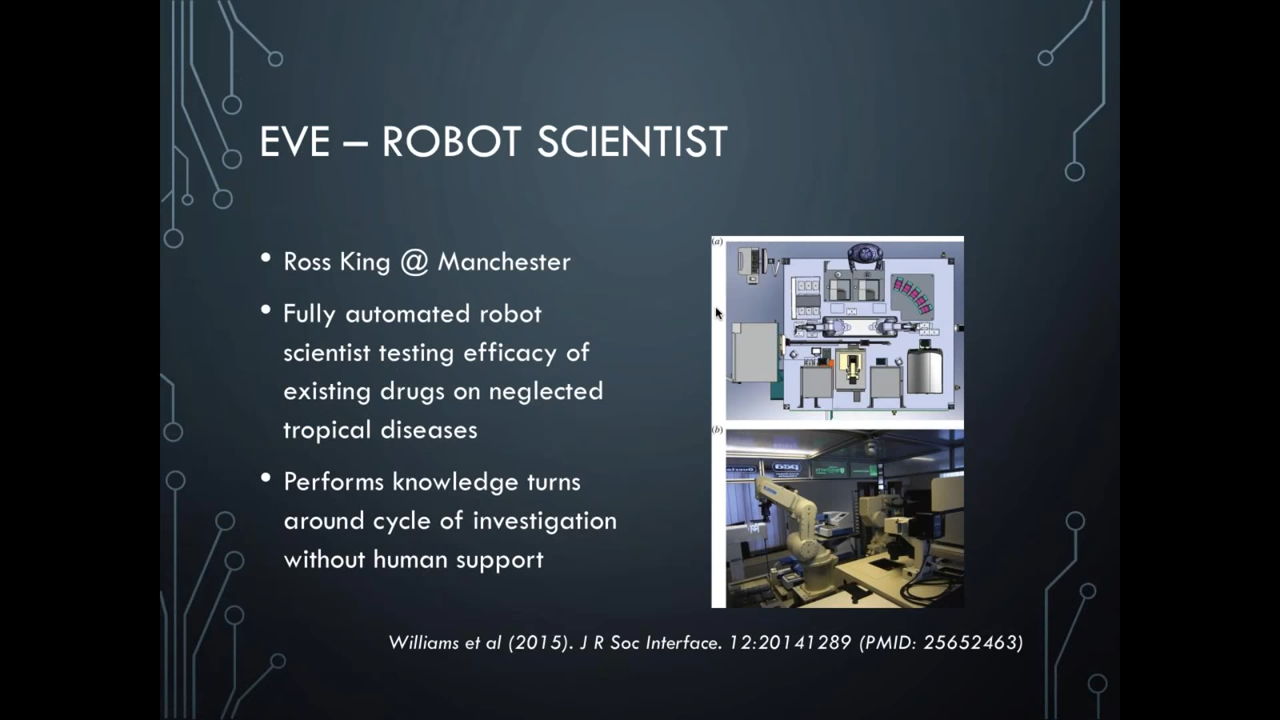 EVE – ROBOT SCIENTIST
• Ross King @ Manchester
• Fully automated robot
scientist testing efficacy of
existing drugs on neglected
tropical diseases
• Performs knowledge turns
around cycle of investigation
without human support
(a)
(b)
Williams et al (2015). J R Soc Interface. 12:20141289 (PMID: 25652463)